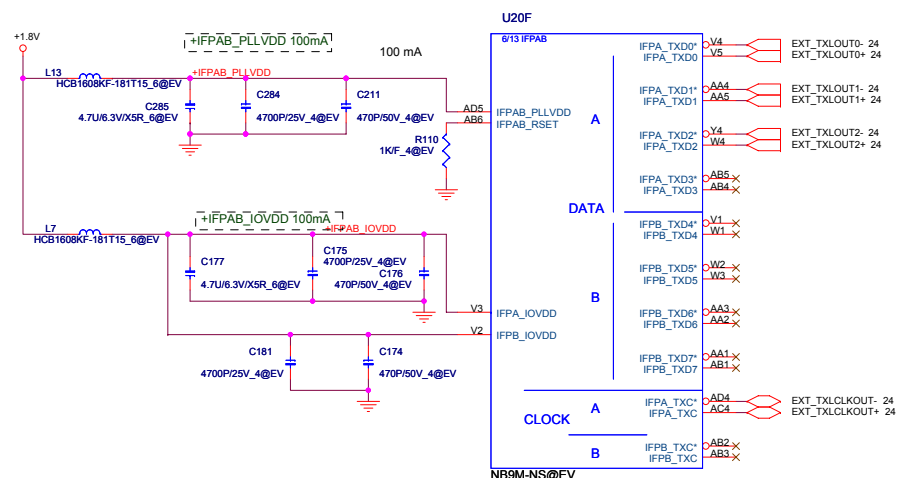 U20F
+1.8V
+IFPAB_PLLVDD 100mA
100 mA
6/13 IFPAB
L13
+IFPAB_PLLVDD
HCB1608KF-181T15_6@EV
C285
4.7U/6.3V/X5R_6@EV
C284
4700P/25V_4@EV
C211
470P/50V_4@EV
AD5
IFPAB_PLLVDD
AB6
IFPAB_RSET
R110
1K/F_4@EV
+IFPAB_IOVDD 100mA
L7
+IFPAB_IOVDD
HCB1608KF-181T15_6@EV
C177
4.7U/6.3V/X5R_6@EV
C175
4700P/25V_4@EV
C176
470P/50V_4@EV
V3
IFPA_IOVDD
V2
IFPB_IOVDD
C181
4700P/25V_4@EV
C174
470P/50V_4@EV
A
DATA
B
A
CLOCK
B
IFPA_TXD0* V4 EXT_TXLOUT0- 24
IFPA_TXD0 V5 EXT_TXLOUT0+ 24
IFPA_TXD1* AA4 EXT_TXLOUT1- 24
IFPA_TXD1 AA5 EXT_TXLOUT1+ 24
IFPA_TXD2* Y4 EXT_TXLOUT2- 24
IFPA_TXD2 W4 EXT_TXLOUT2+ 24
IFPA_TXD3* AB5
IFPA_TXD3 AB4
IFPB_TXD4* V1
IFPB_TXD4 W1
IFPB_TXD5* W2
IFPB_TXD5 W3
IFPB_TXD6* AA3
IFPB_TXD6 AA2
IFPB_TXD7* AA1
IFPB_TXD7 AB1
IFPA_TXC* AD4 EXT_TXLCLKOUT- 24
IFPA_TXC AC4 EXT_TXLCLKOUT+ 24
IFPB_TXC* AB2
IFPB_TXC AB3
NB9M-NS@EV